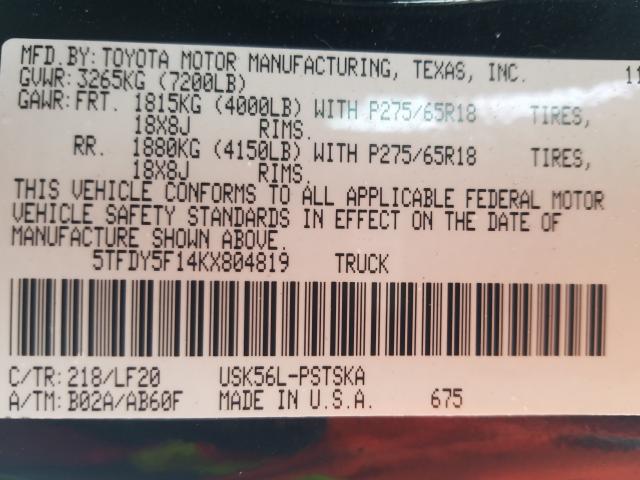 MFD.BY:TOYOTA MOTOR MANUFACTURING, TEXAS, INC. 11
GVWR:3265KG (7200LB)
GAWR:FRT. 1815KG (4000LB) WITH P275/65R18 TIRES,
18X8J RIMS.
RR. 1880KG (4150LB) WITH P275/65R18 TIRES,
18X8J RIMS.
THIS VEHICLE CONFORMS TO ALL APPLICABLE FEDERAL MOTOR
VEHICLE SAFETY STANDARDS IN EFFECT ON THE DATE OF
MANUFACTURE SHOWN ABOVE.
5TFDY5F14KX804819 TRUCK
C/TR:218/LF20 USK56L-PSTSKA
A/TM:B02A/AB60F MADE IN U.S.A. 675